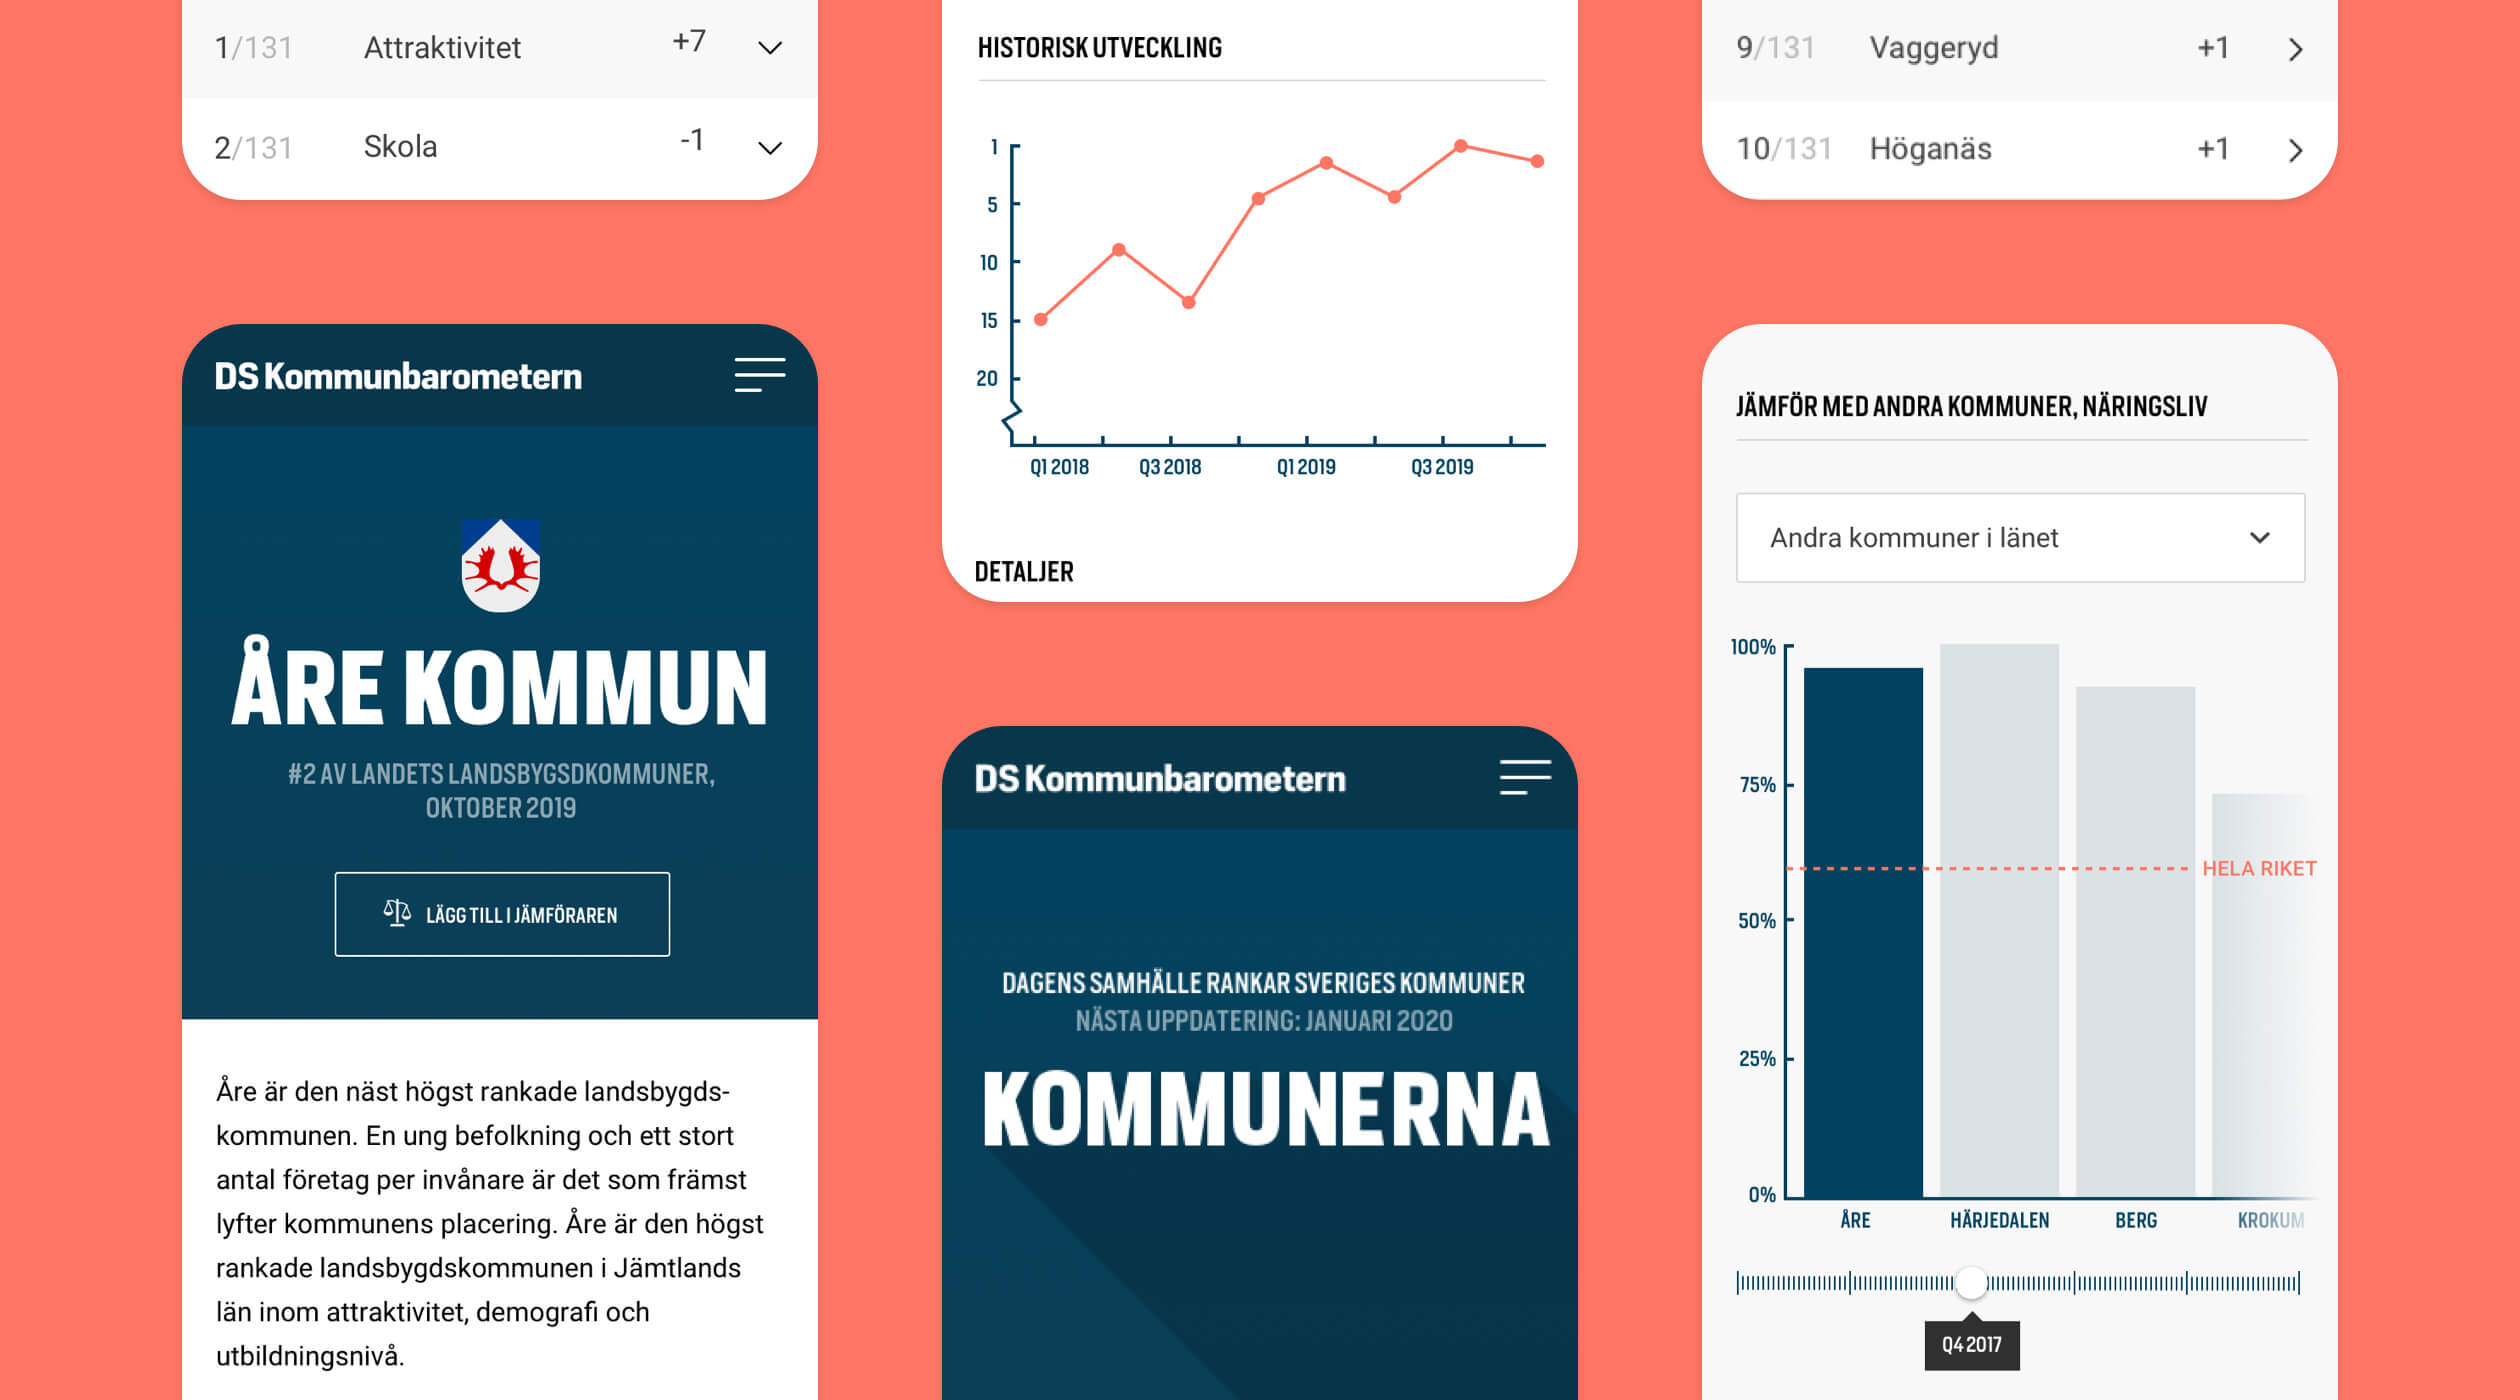 1/131 Attraktivitet +7
2/131 Skola -1
DS Kommunbarometern
ÅRE KOMMUN
#2 AV LANDETS LANDSBYGSDKOMMUNER,
OKTOBER 2019
LÄGG TILL I JÄMFÖRAREN
Åre är den näst högst rankade landsbygds-
kommunen. En ung befolkning och ett stort
antal företag per invånare är det som främst
lyfter kommunens placering. Åre är den högst
rankade landsbygdskommunen i Jämtlands
län inom attraktivitet, demografi och
utbildningsnivå.
HISTORISK UTVECKLING
1
5
10
15
20
Q1 2018 Q3 2018 Q1 2019 Q3 2019
DETALJER
DS Kommunbarometern
DAGENS SAMHÄLLE RANKAR SVERIGES KOMMUNER
NÄSTA UPPDATERING: JANUARI 2020
KOMMUNERNA
9/131 Vaggeryd +1
10/131 Höganäs +1
JÄMFÖR MED ANDRA KOMMUNER, NÄRINGSLIV
Andra kommuner i länet
100%
75%
HELA RIKET
50%
25%
0%
ÅRE HÄRJEDALEN BERG KROKUM
Q4 2017